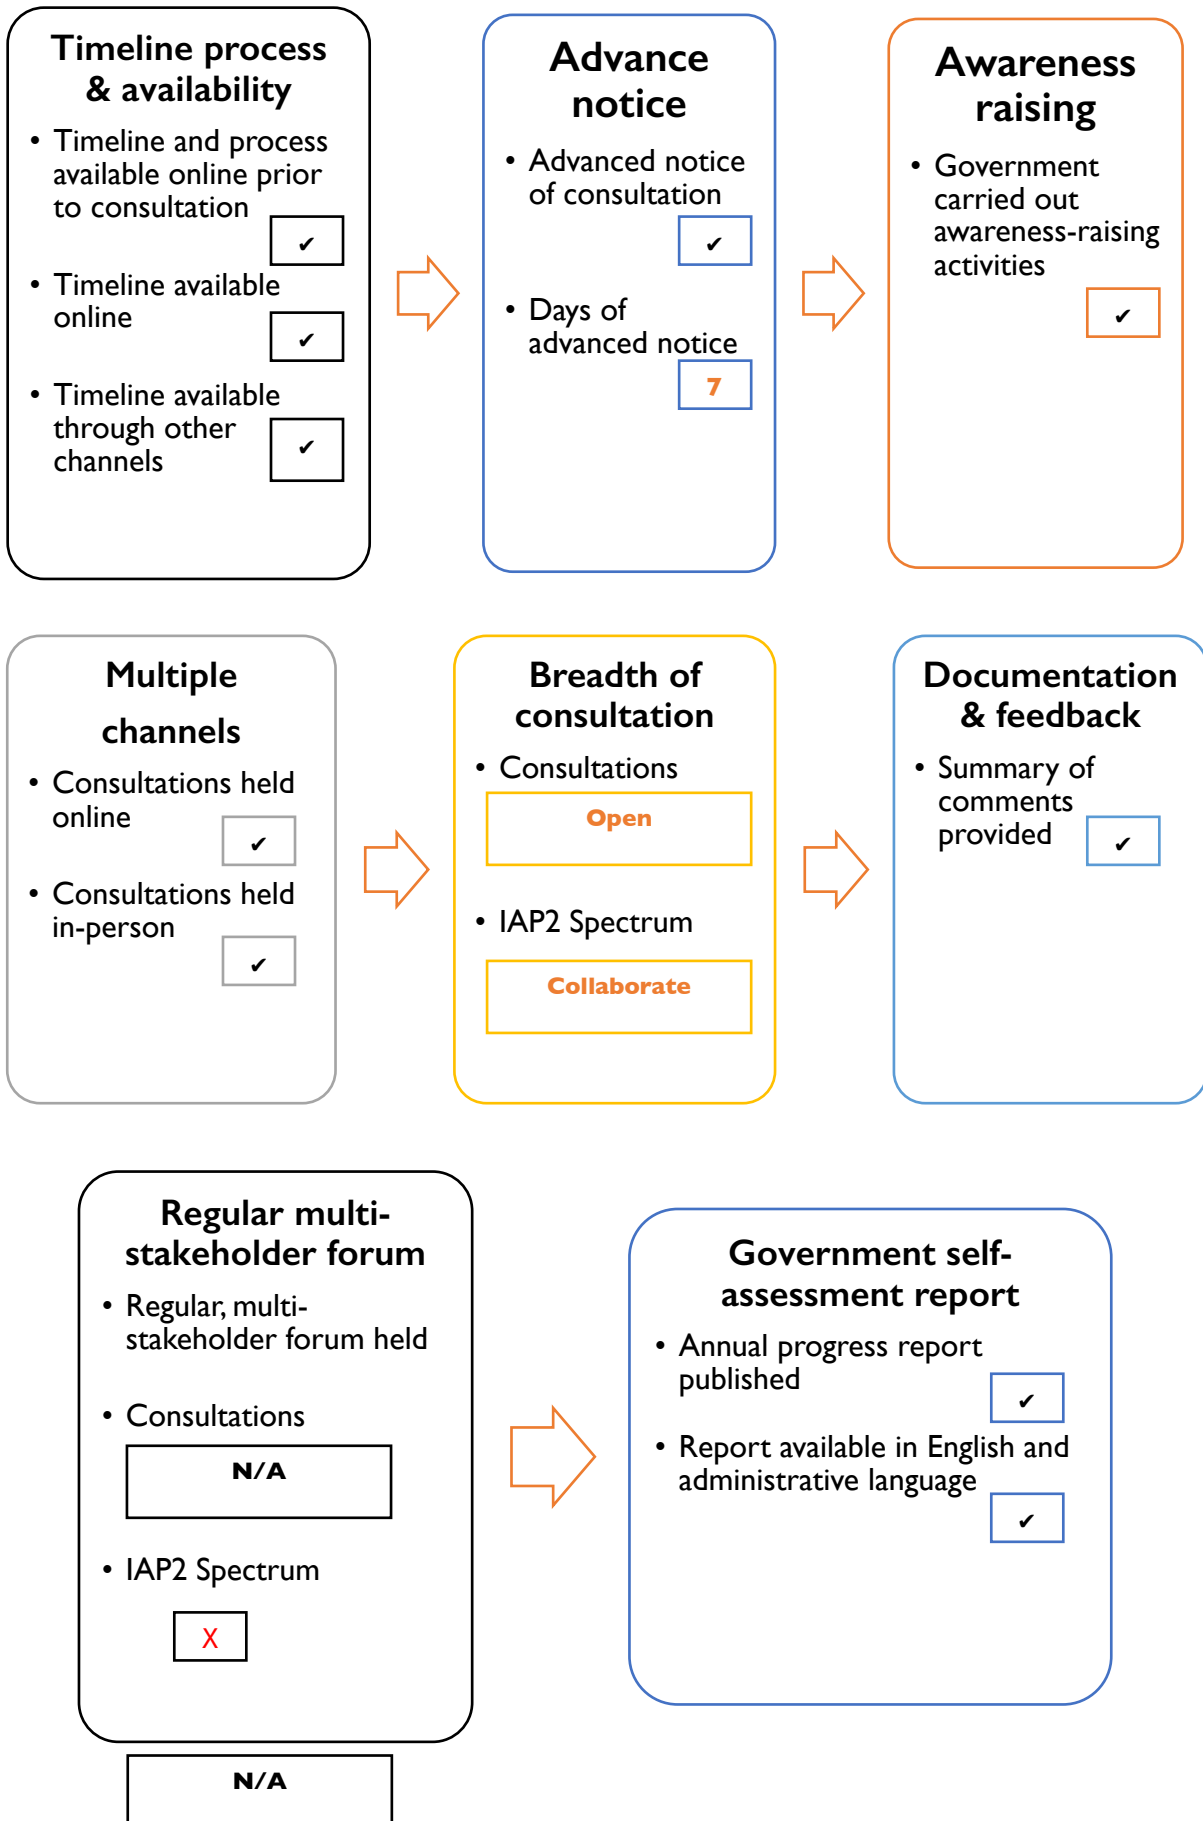 Timeline process
& availability
• Timeline and process
available online prior
to consultation
✔
• Timeline available
online
✔
• Timeline available
through other
channels
✔
Advance
notice
• Advanced notice
of consultation
✔
• Days of
advanced notice
7
Awareness
raising
• Government
carried out
awareness-raising
activities
✔
Multiple
channels
• Consultations held
online
✔
• Consultations held
in-person
✔
Breadth of
consultation
• Consultations
Open
• IAP2 Spectrum
Collaborate
Documentation
& feedback
• Summary of
comments
provided
✔
Regular multi-
stakeholder forum
• Regular, multi-
stakeholder forum held
• Consultations
N/A
• IAP2 Spectrum
X
N/A
Government self-
assessment report
• Annual progress report
published
✔
• Report available in English and
administrative language
✔